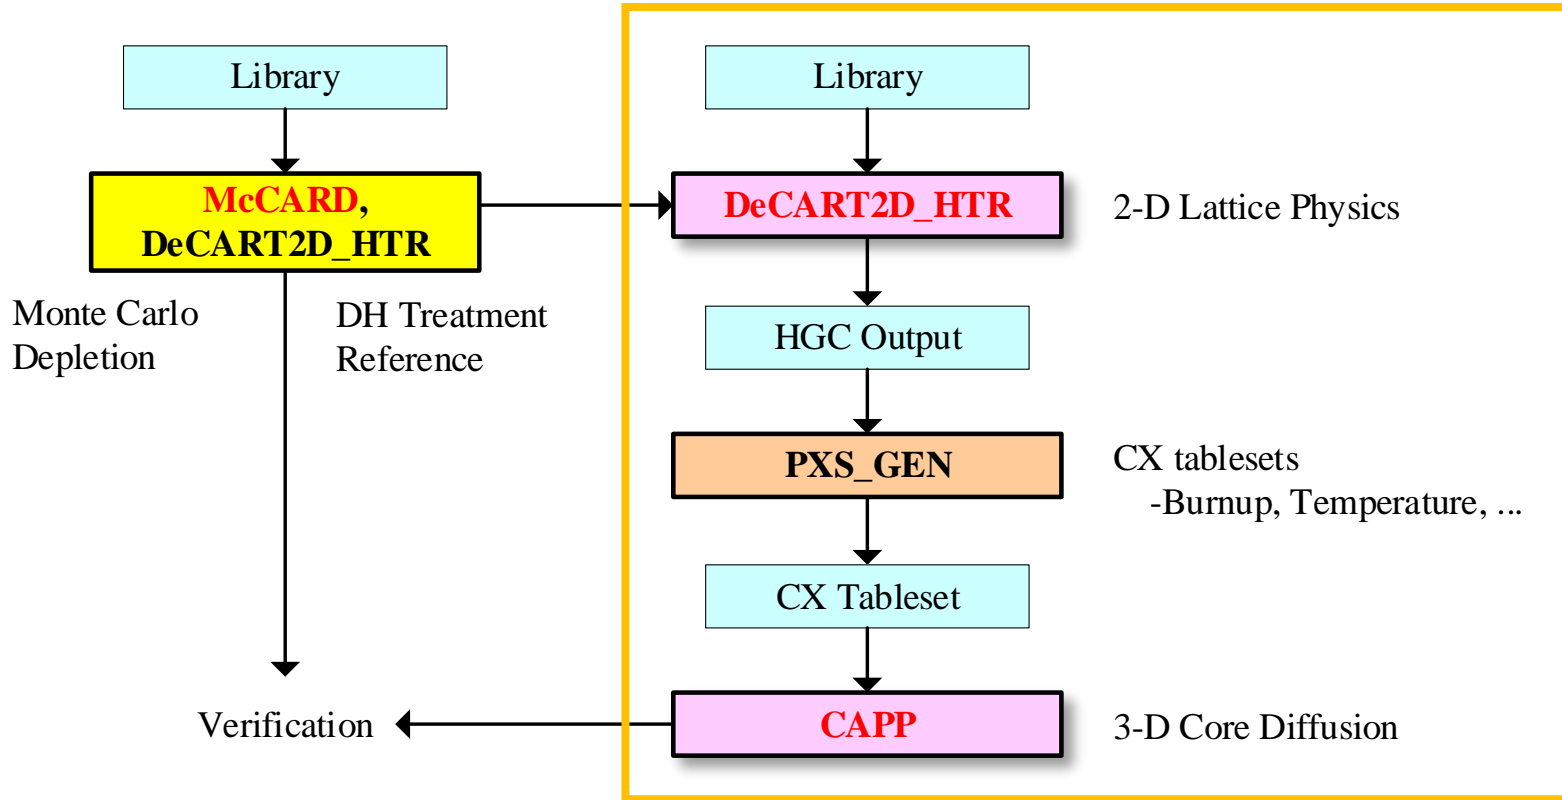 Library
McCARD,
DeCART2D_HTR
Monte Carlo
Depletion
DH Treatment
Reference
Verification
Library
DeCART2D_HTR
2-D Lattice Physics
HGC Output
PXS_GEN
CX tablesets
-Burnup, Temperature, ...
CX Tableset
CAPP
3-D Core Diffusion